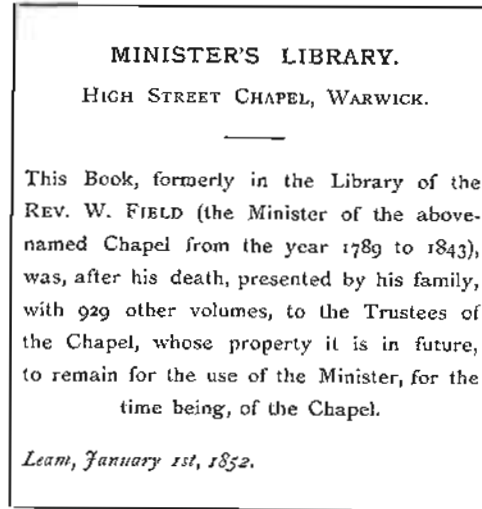 MINISTER'S LIBRARY.
HIGH STREET CHAPEL, WARWICK.
This Book, formerly in the Library of the
REV. W. FIELD (the Minister of the above-
named Chapel from the year 1789 to 1843),
was, after his death, presented by his family,
with 929 other volumes, to the Trustees of
the Chapel, whose property it is in future,
to remain for the use of the Minister, for the
time being, of the Chapel.
Leam, January 1st, 1852.